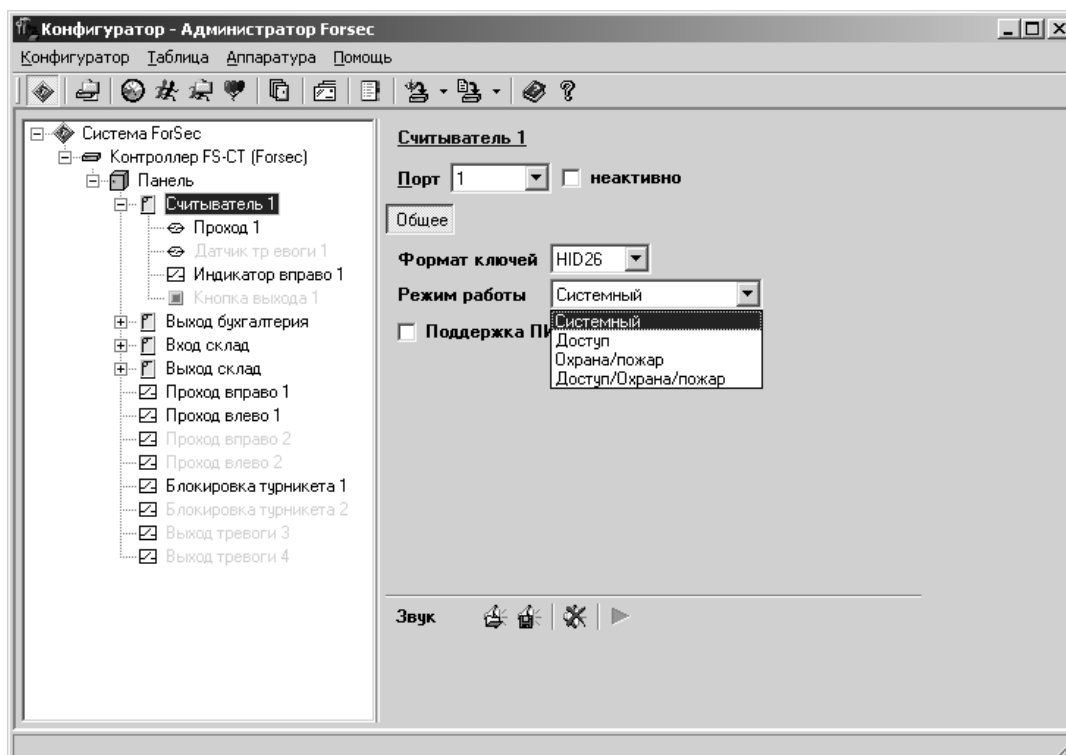 Конфигуратор - Администратор Forsec
Конфигуратор Таблица Аппаратура Помощь
Система ForSec
Контроллер FS-CT (Forsec)
Панель
Считыватель 1
Проход 1
Датчик тр евоги 1
Индикатор вправо 1
Кнопка выхода 1
Выход бухгалтерия
Вход склад
Выход склад
Проход вправо 1
Проход влево 1
Проход вправо 2
Проход влево 2
Блокировка турникета 1
Блокировка турникета 2
Выход тревоги 3
Выход тревоги 4
Считыватель 1
Порт 1 неактивно
Общее
Формат ключей HID26
Режим работы Системный
Поддержка ПИ
Системный
Доступ
Охрана/пожар
Доступ/Охрана/пожар
Звук